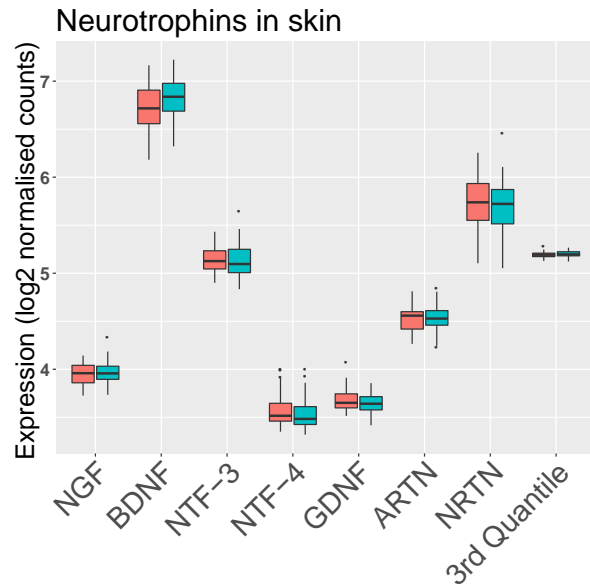 Neurotrophins in skin
Expression (log2 normalised counts)
7
6
5
4
NGF
BDNF
NTF−3
NTF−4
GDNF
ARTN
NRTN
3rd Quantile